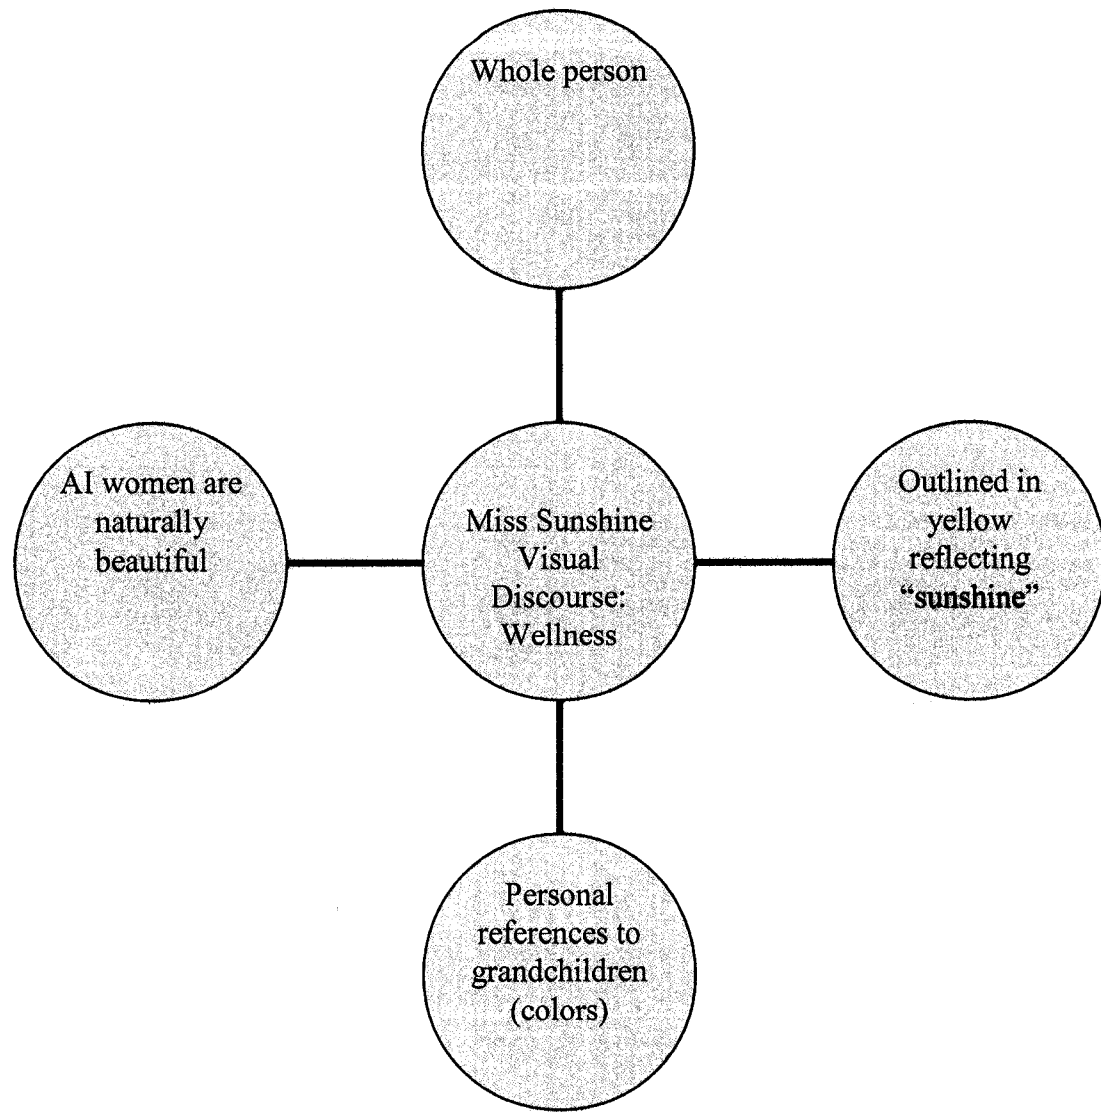 Whole person
AI women are
naturally
beautiful
Miss Sunshine
Visual
Discourse:
Wellness
Outlined in
yellow
reflecting
“sunshine”
Personal
references to
grandchildren
(colors)